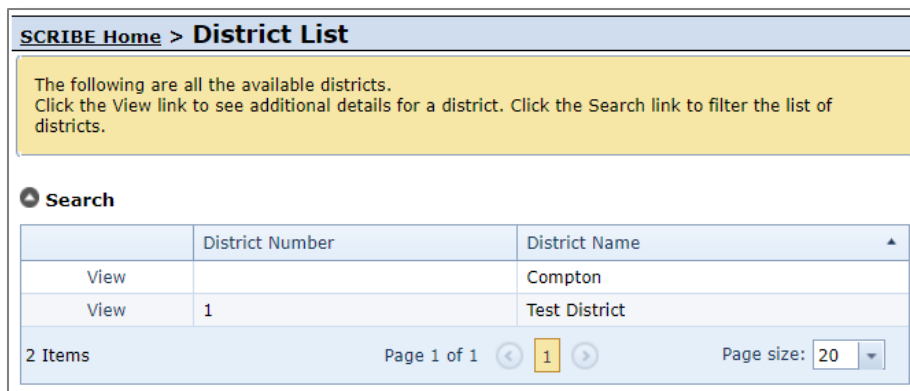 SCRIBE Home > District List
The following are all the available districts.
Click the View link to see additional details for a district. Click the Search link to filter the list of
districts.
Search
District Number District Name
View Compton
View 1 Test District
2 Items Page 1 of 1 1 Page size: 20